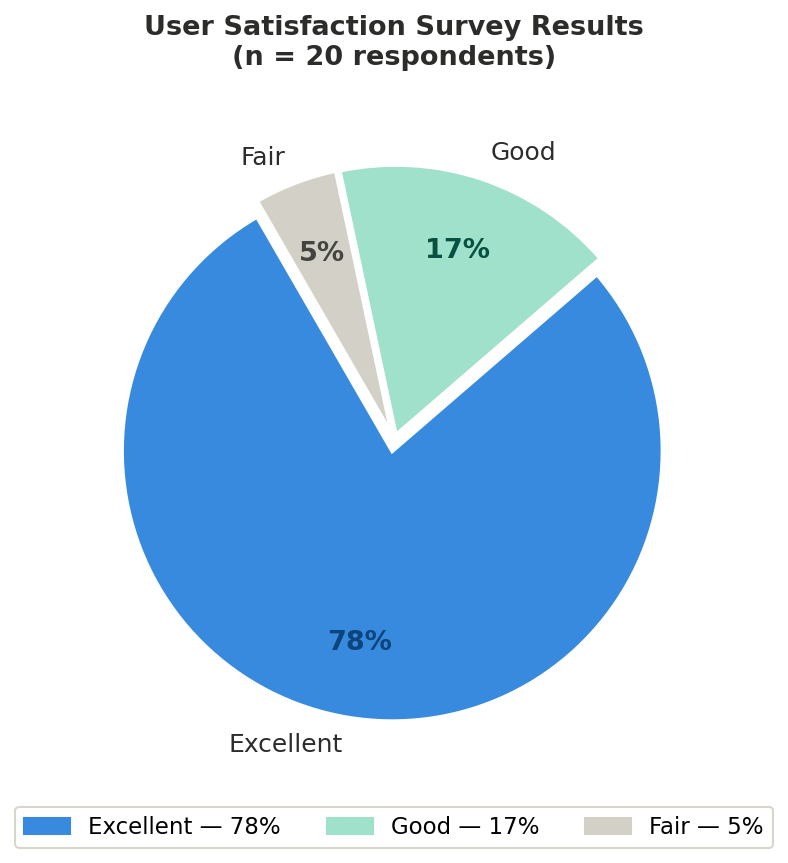 User Satisfaction Survey Results
(n = 20 respondents)
Fair
Good
5%
17%
78%
Excellent
Excellent — 78%
Good — 17%
Fair — 5%